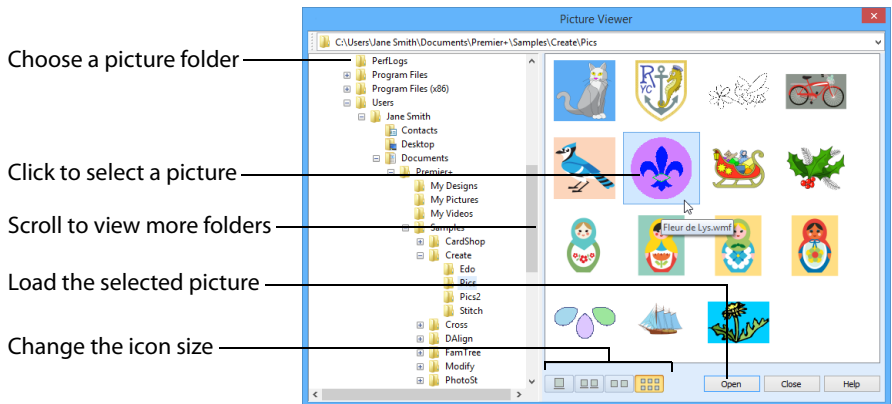 Picture Viewer
C:\Users\Jane Smith\Documents\Premier+\Samples\Create\Pics
Choose a picture folder
PerfLogs
Program Files
Program Files (x86)
Users
Jane Smith
Contacts
Desktop
Documents
Click to select a picture
Premier+
My Designs
My Pictures
My Videos
Scroll to view more folders
Samples
CardShop
Create
Edo
Load the selected picture
Pics
Pics2
Stitch
Cross
DAlign
Change the icon size
FamTree
Modify
PhotoSt
R
YC
Fleur de Lys.wmf
Open
Close
Help